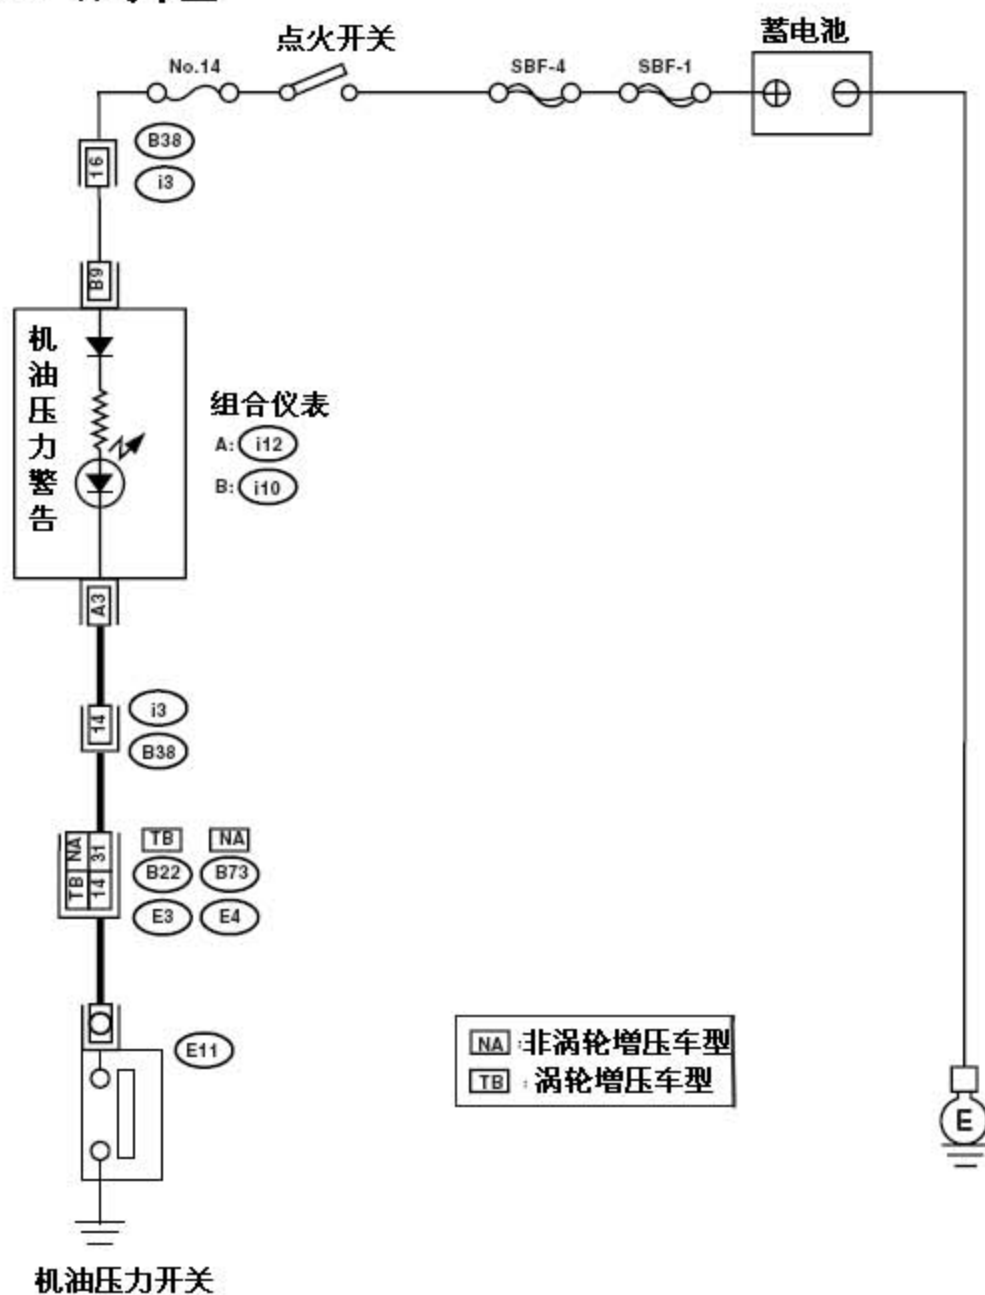 点火开关
蓄电池
No.14
SBF-4
SBF-1
B38
16
i3
B9
机油压力警告
组合仪表
A: i12
B: i10
A3
i3
14
B38
TB NA
NA 31
B22 B73
TB 14
E3 E4
E11
NA :非涡轮增压车型
TB :涡轮增压车型
E
机油压力开关